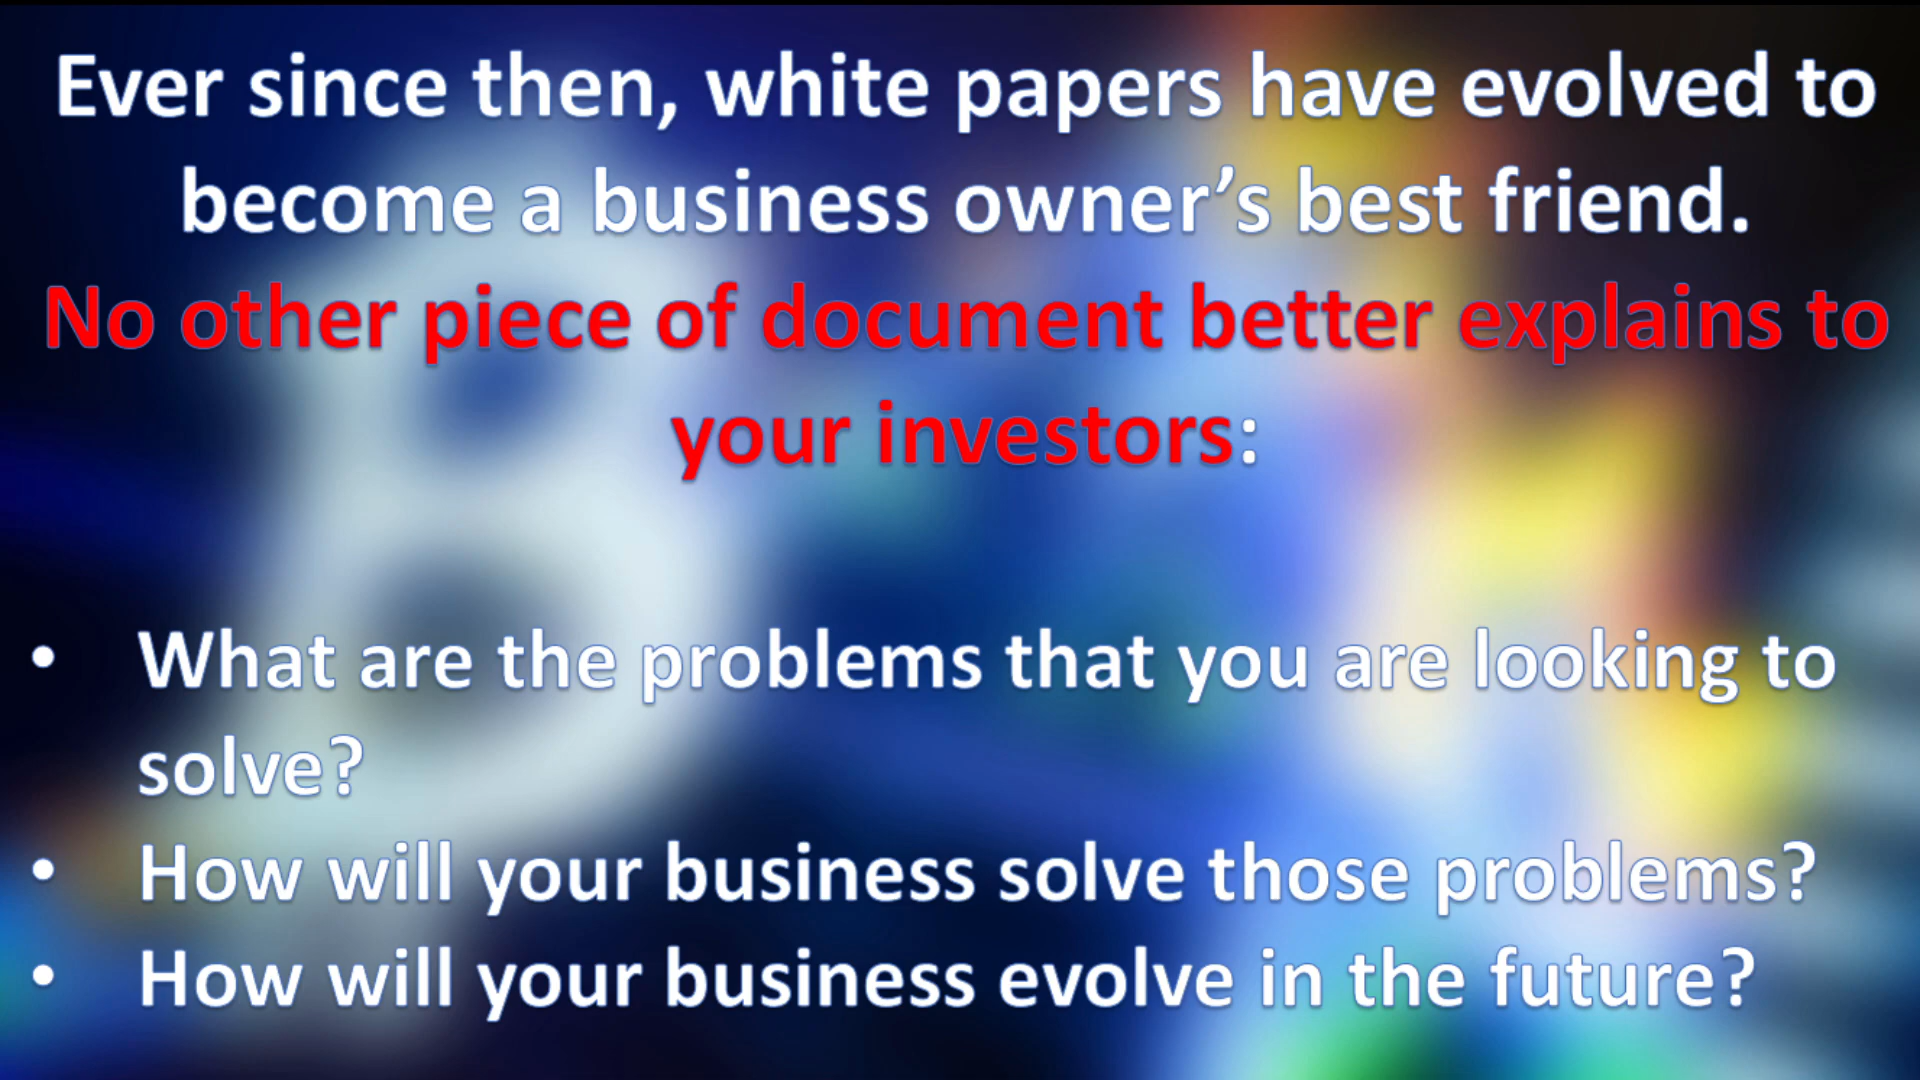 Ever since then, white papers have evolved to
become a business owner’s best friend.
No other piece of document better explains to
your investors:
• What are the problems that you are looking to
solve?
• How will your business solve those problems?
• How will your business evolve in the future?